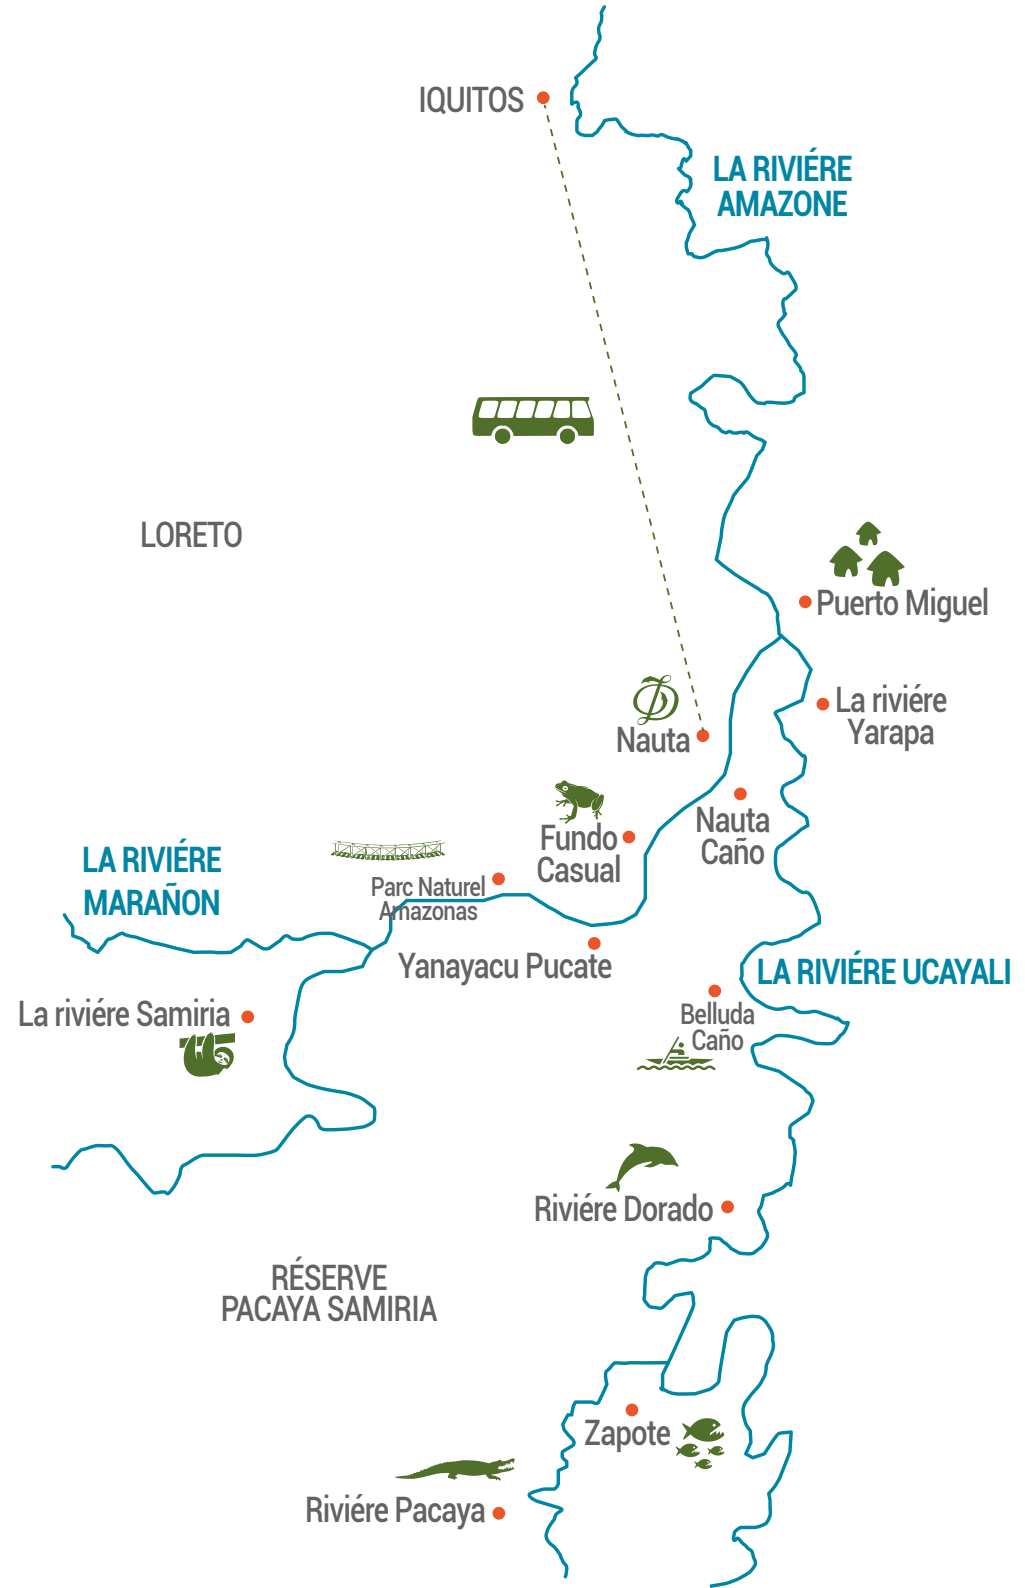 IQUITOS
LA RIVIÉRE
AMAZONE
LORETO
Puerto Miguel
La riviére
Yarapa
Nauta
Nauta
Caño
Fundo
Casual
LA RIVIÉRE
MARAÑON
Parc Naturel
Amazonas
Yanayacu Pucate
LA RIVIÉRE UCAYALI
La riviére Samiria
Belluda
Caño
Riviére Dorado
RÉSERVE
PACAYA SAMIRIA
Zapote
Riviére Pacaya